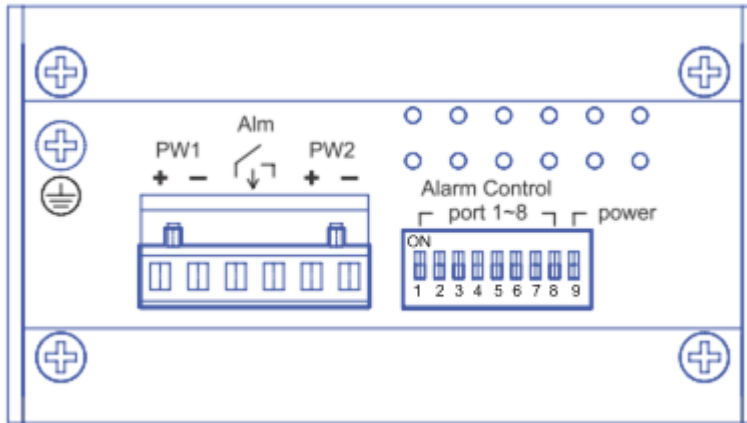 Alm
PW1 PW2
+ − + −
Alarm Control
port 1~8 power
ON
1 2 3 4 5 6 7 8 9